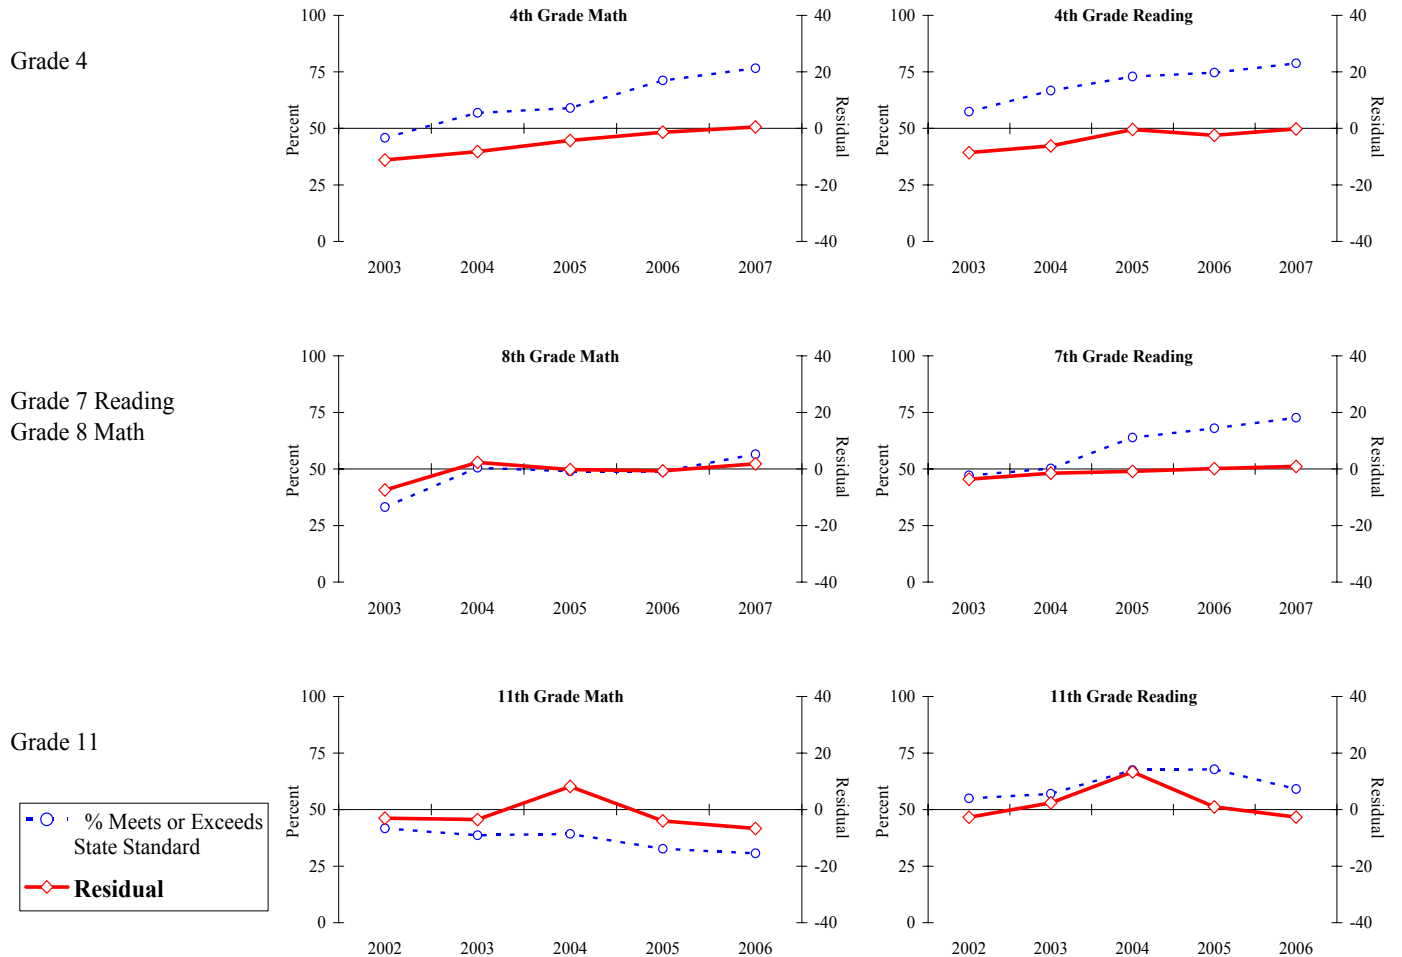 4th Grade Math
4th Grade Reading
Grade 4
100
75
50
25
0
Percent
40
20
0
-20
-40
Residual
2003 2004 2005 2006 2007
100
75
50
25
0
Percent
40
20
0
-20
-40
Residual
2003 2004 2005 2006 2007
8th Grade Math
7th Grade Reading
Grade 7 Reading
Grade 8 Math
100
75
50
25
0
Percent
40
20
0
-20
-40
Residual
2003 2004 2005 2006 2007
100
75
50
25
0
Percent
40
20
0
-20
-40
Residual
2003 2004 2005 2006 2007
11th Grade Math
11th Grade Reading
Grade 11
% Meets or Exceeds
State Standard
Residual
100
75
50
25
0
Percent
40
20
0
-20
-40
Residual
2002 2003 2004 2005 2006
100
75
50
25
0
Percent
40
20
0
-20
-40
Residual
2002 2003 2004 2005 2006